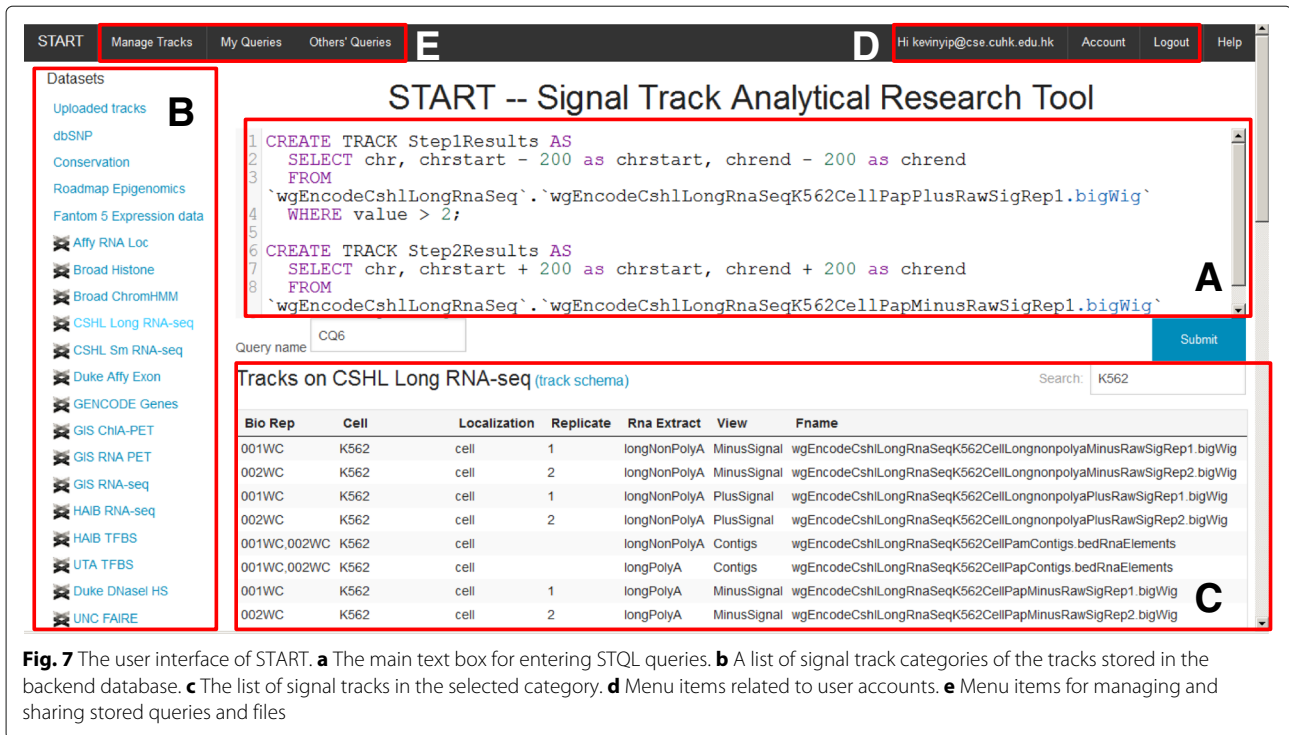 START Manage Tracks My Queries Others' Queries E D Hi kevinyip@cse.cuhk.edu.hk Account Logout Help
Datasets
B
Uploaded tracks
dbSNP
Conservation
Roadmap Epigenomics
Fantom 5 Expression data
Affy RNA Loc
Broad Histone
Broad ChromHMM
CSHL Long RNA-seq
CSHL Sm RNA-seq
Duke Affy Exon
GENCODE Genes
GIS ChIA-PET
GIS RNA PET
GIS RNA-seq
HAIB RNA-seq
HAIB TFBS
UTA TFBS
Duke DNaseI HS
UNC FAIRE
START -- Signal Track Analytical Research Tool
1 CREATE TRACK Step1Results AS
2 SELECT chr, chrstart - 200 as chrstart, chrend - 200 as chrend
3 FROM
`wgEncodeCshlLongRnaSeq`.`wgEncodeCshlLongRnaSeqK562CellPapPlusRawSigRep1.bigWig`
4 WHERE value > 2;
5
6 CREATE TRACK Step2Results AS
7 SELECT chr, chrstart + 200 as chrstart, chrend + 200 as chrend
8 FROM
`wgEncodeCshlLongRnaSeq`.`wgEncodeCshlLongRnaSeqK562CellPapMinusRawSigRep1.bigWig`
A
Query name CQ6 Submit
Tracks on CSHL Long RNA-seq (track schema) Search: K562
Bio Rep Cell Localization Replicate Rna Extract View Fname
001WC K562 cell 1 longNonPolyA MinusSignal wgEncodeCshlLongRnaSeqK562CellLongnonpolyaMinusRawSigRep1.bigWig
002WC K562 cell 2 longNonPolyA MinusSignal wgEncodeCshlLongRnaSeqK562CellLongnonpolyaMinusRawSigRep2.bigWig
001WC K562 cell 1 longNonPolyA PlusSignal wgEncodeCshlLongRnaSeqK562CellLongnonpolyaPlusRawSigRep1.bigWig
002WC K562 cell 2 longNonPolyA PlusSignal wgEncodeCshlLongRnaSeqK562CellLongnonpolyaPlusRawSigRep2.bigWig
001WC,002WC K562 cell longNonPolyA Contigs wgEncodeCshlLongRnaSeqK562CellPamContigs.bedRnaElements
001WC,002WC K562 cell longPolyA Contigs wgEncodeCshlLongRnaSeqK562CellPapContigs.bedRnaElements
001WC K562 cell 1 longPolyA MinusSignal wgEncodeCshlLongRnaSeqK562CellPapMinusRawSigRep1.bigWig
002WC K562 cell 2 longPolyA MinusSignal wgEncodeCshlLongRnaSeqK562CellPapMinusRawSigRep2.bigWig
C
Fig. 7 The user interface of START. a The main text box for entering STQL queries. b A list of signal track categories of the tracks stored in the
backend database. c The list of signal tracks in the selected category. d Menu items related to user accounts. e Menu items for managing and
sharing stored queries and files